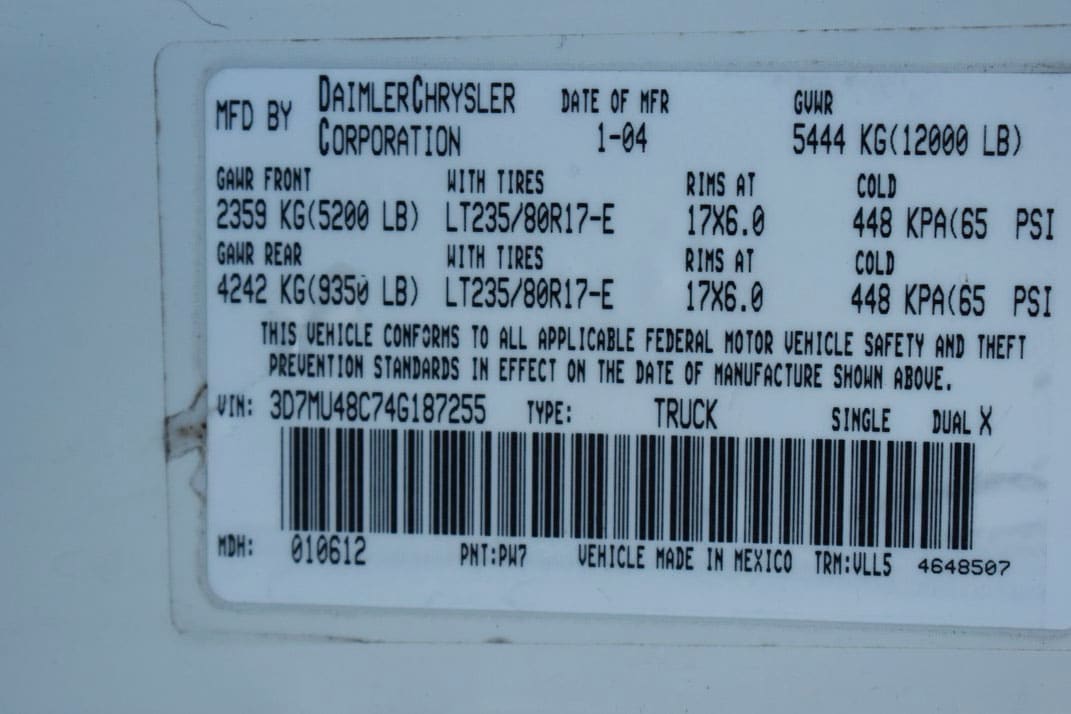 MFD BY DAIMLERCHRYSLER CORPORATION DATE OF MFR 1-04 GVWR 5444 KG(12000 LB)
GAWR FRONT WITH TIRES RIMS AT COLD
2359 KG(5200 LB) LT235/80R17-E 17X6.0 448 KPA(65 PSI
GAWR REAR WITH TIRES RIMS AT COLD
4242 KG(9350 LB) LT235/80R17-E 17X6.0 448 KPA(65 PSI
THIS VEHICLE CONFORMS TO ALL APPLICABLE FEDERAL MOTOR VEHICLE SAFETY AND THEFT
PREVENTION STANDARDS IN EFFECT ON THE DATE OF MANUFACTURE SHOWN ABOVE.
VIN: 3D7MU48C74G187255 TYPE: TRUCK SINGLE DUAL X
MDH: 010612 PNT:PW7 VEHICLE MADE IN MEXICO TRM:VLL5 4648507